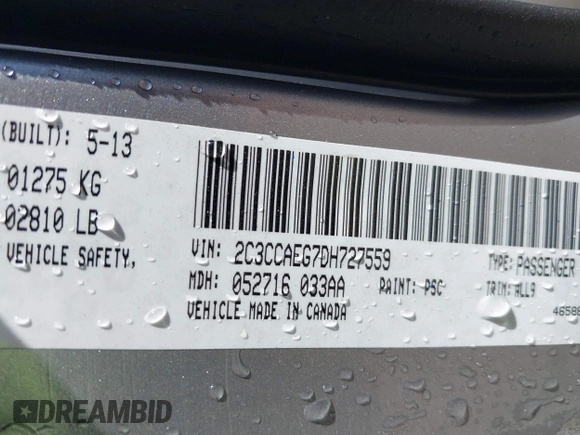 (BUILT): 5-13
01275 KG
02810 LB
VEHICLE SAFETY,
VIN: 2C3CCAEG7DH727559
TYPE: PASSENGER
MDH: 052716 033AA
PAINT: PSC
TRIM: ALL9
VEHICLE MADE IN CANADA
DREAMBID